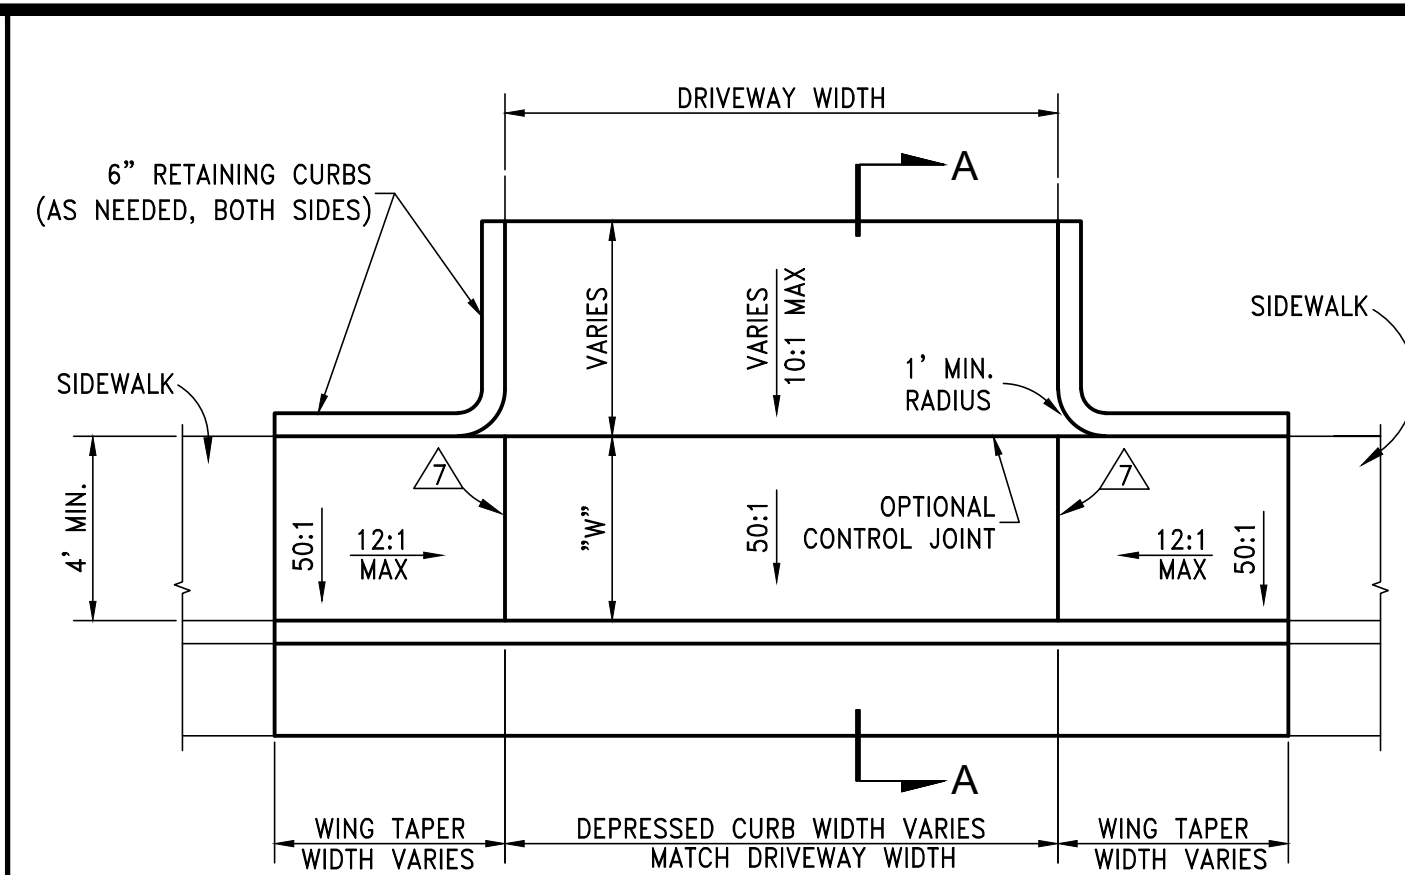 DRIVEWAY WIDTH
A
6” RETAINING CURBS
(AS NEEDED, BOTH SIDES)
VARIES
VARIES
10:1 MAX
SIDEWALK
1’ MIN.
RADIUS
SIDEWALK
7
7
4’ MIN.
50:1
12:1
MAX
”W”
50:1
OPTIONAL
CONTROL JOINT
12:1
MAX
50:1
A
WING TAPER
WIDTH VARIES
DEPRESSED CURB WIDTH VARIES
MATCH DRIVEWAY WIDTH
WING TAPER
WIDTH VARIES